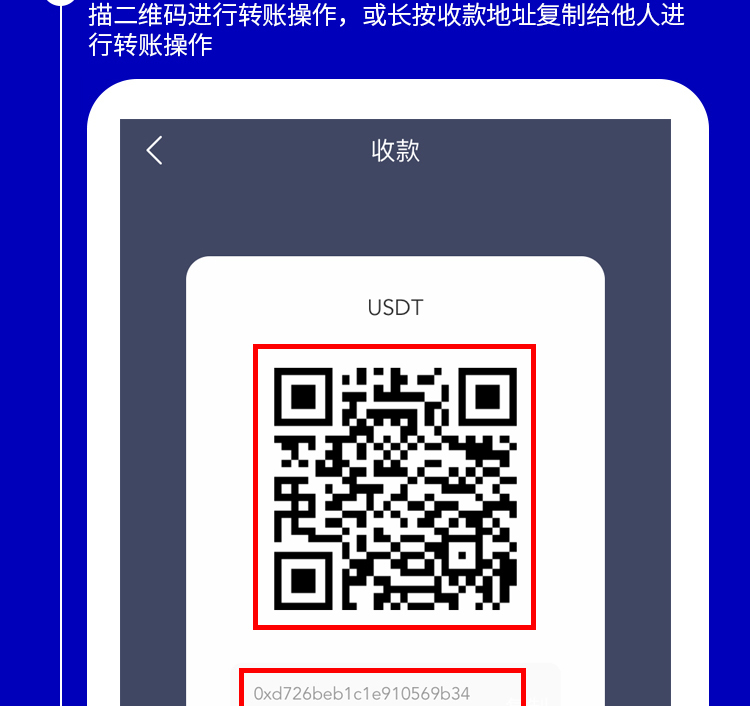 描二维码进行转账操作，或长按收款地址复制给他人进
行转账操作
收款
USDT
0xd726beb1c1e910569b34